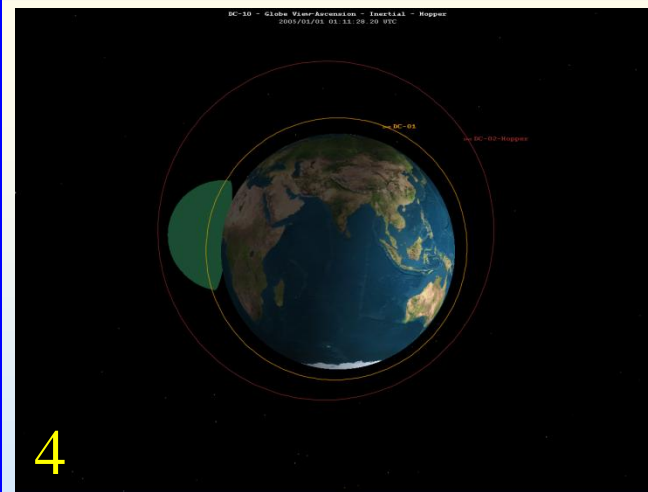 DC-10 - Globe View-Ascension - Inertial - Hopper
2005/01/01 01:11:28.20 UTC
DC-01
DC-02-Hopper
4